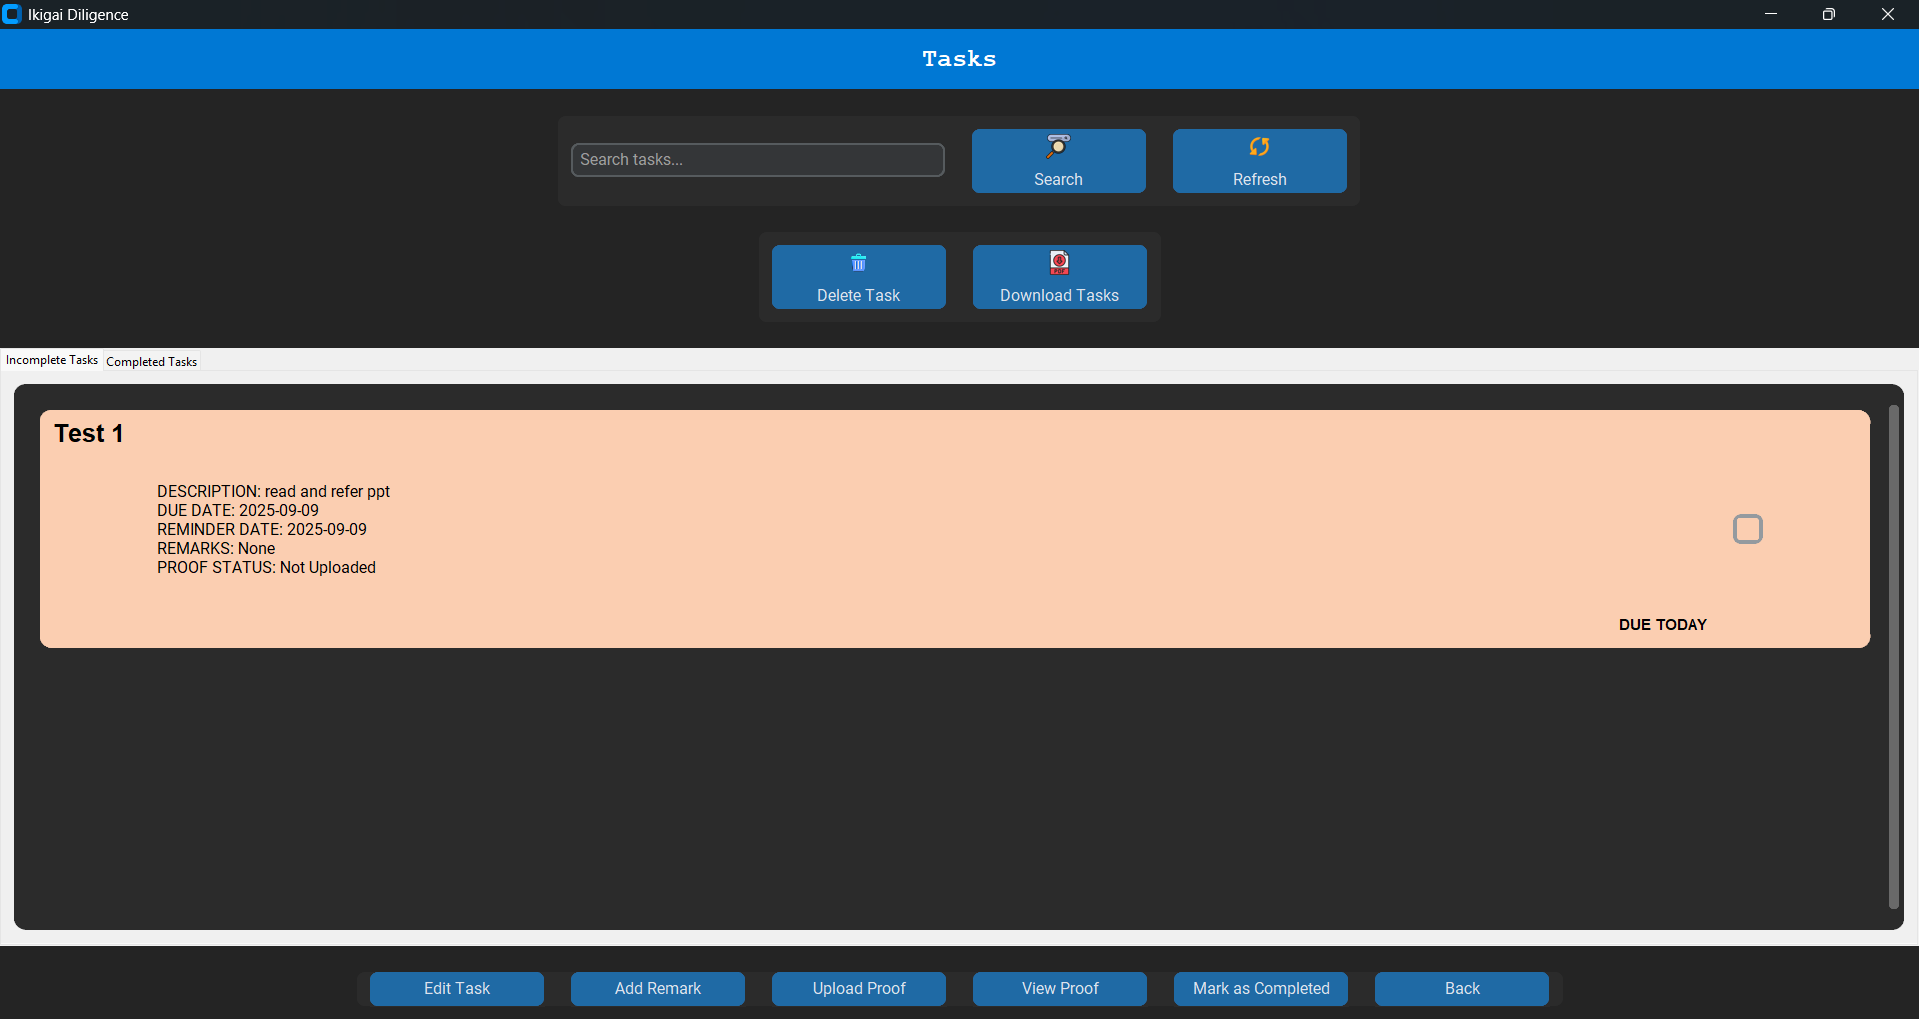 Ikigai Diligence
Tasks
Search tasks...
Search
Refresh
Delete Task
PDF
Download Tasks
Incomplete Tasks
Completed Tasks
Test 1
DESCRIPTION: read and refer ppt
DUE DATE: 2025-09-09
REMINDER DATE: 2025-09-09
REMARKS: None
PROOF STATUS: Not Uploaded
DUE TODAY
Edit Task
Add Remark
Upload Proof
View Proof
Mark as Completed
Back